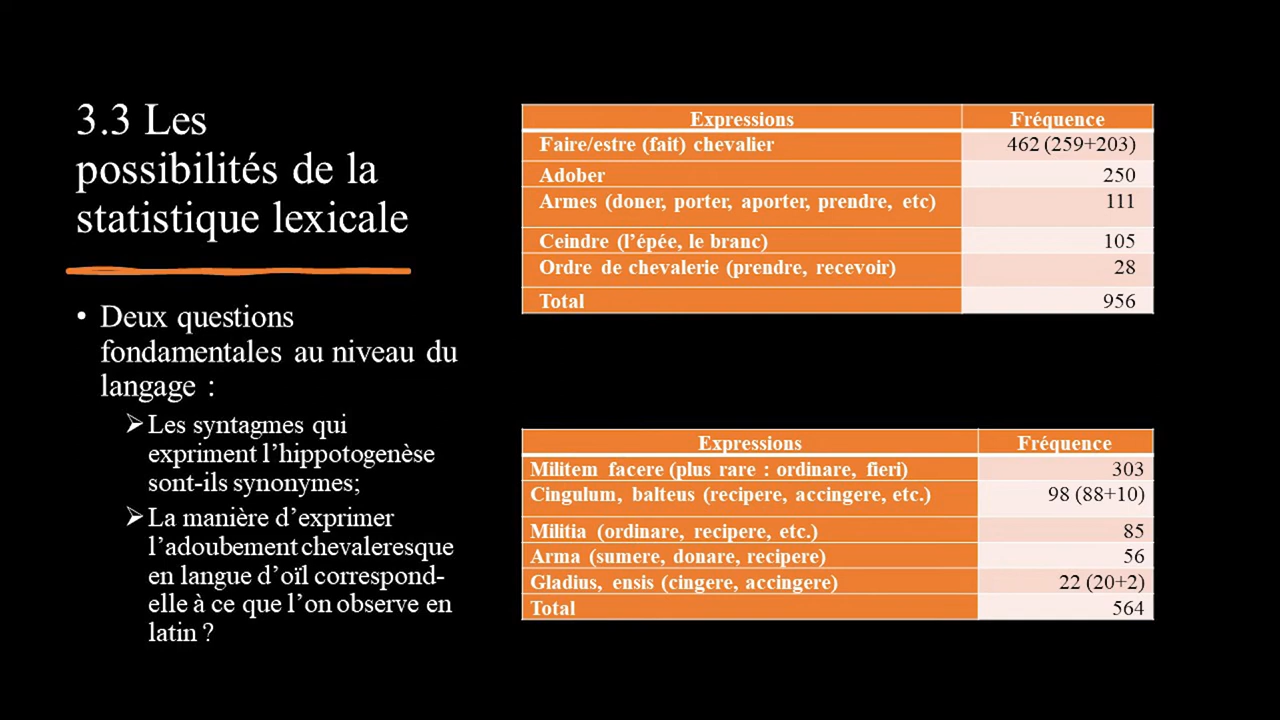 3.3 Les
possibilités de la
statistique lexicale
• Deux questions
fondamentales au niveau du
langage :
➢ Les syntagmes qui
expriment l’hippotogenèse
sont-ils synonymes;
➢ La manière d’exprimer
l’adoubement chevaleresque
en langue d’oïl correspond-
elle à ce que l’on observe en
latin ?
Expressions Fréquence
Faire/estre (fait) chevalier 462 (259+203)
Adober 250
Armes (doner, porter, aporter, prendre, etc) 111
Ceindre (l’épée, le branc) 105
Ordre de chevalerie (prendre, recevoir) 28
Total 956
Expressions Fréquence
Militem facere (plus rare : ordinare, fieri) 303
Cingulum, balteus (recipere, accingere, etc.) 98 (88+10)
Militia (ordinare, recipere, etc.) 85
Arma (sumere, donare, recipere) 56
Gladius, ensis (cingere, accingere) 22 (20+2)
Total 564